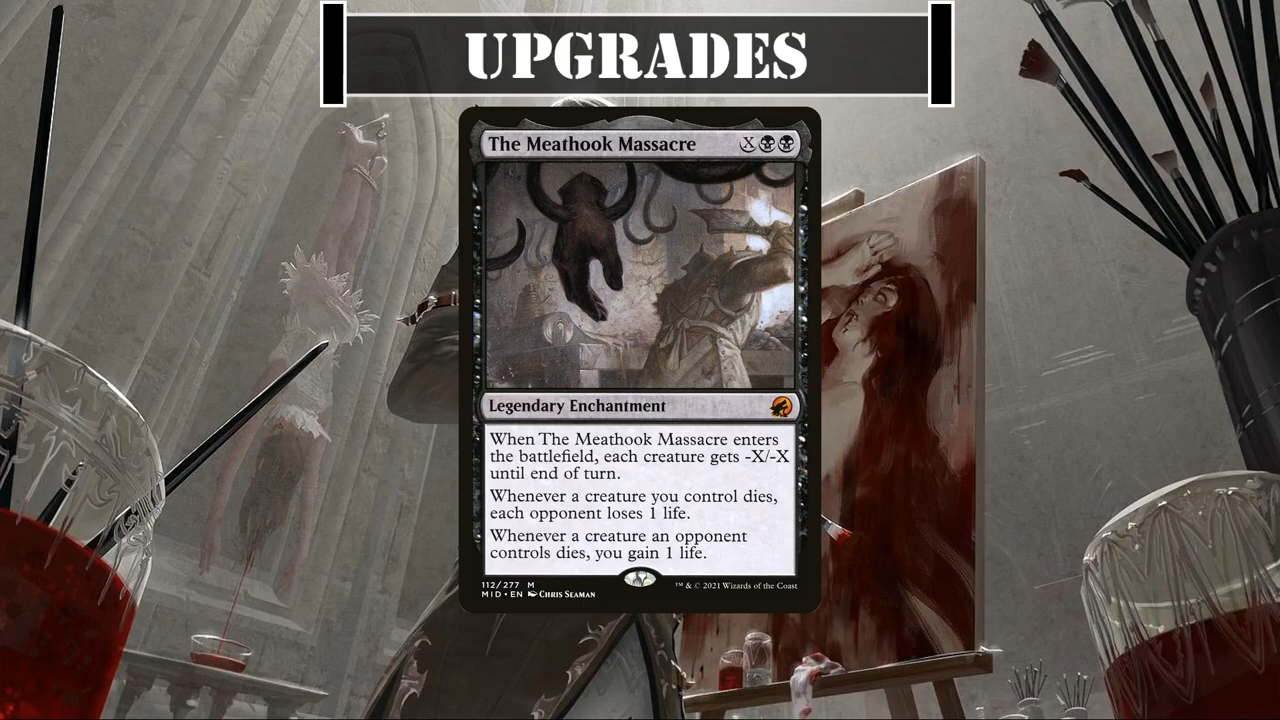 UPGRADES
The Meathook Massacre X
Legendary Enchantment
When The Meathook Massacre enters
the battlefield, each creature gets -X/-X
until end of turn.
Whenever a creature you control dies,
each opponent loses 1 life.
Whenever a creature an opponent
controls dies, you gain 1 life.
112/277 M
MID • EN Chris Seaman
™ & © 2021 Wizards of the Coast